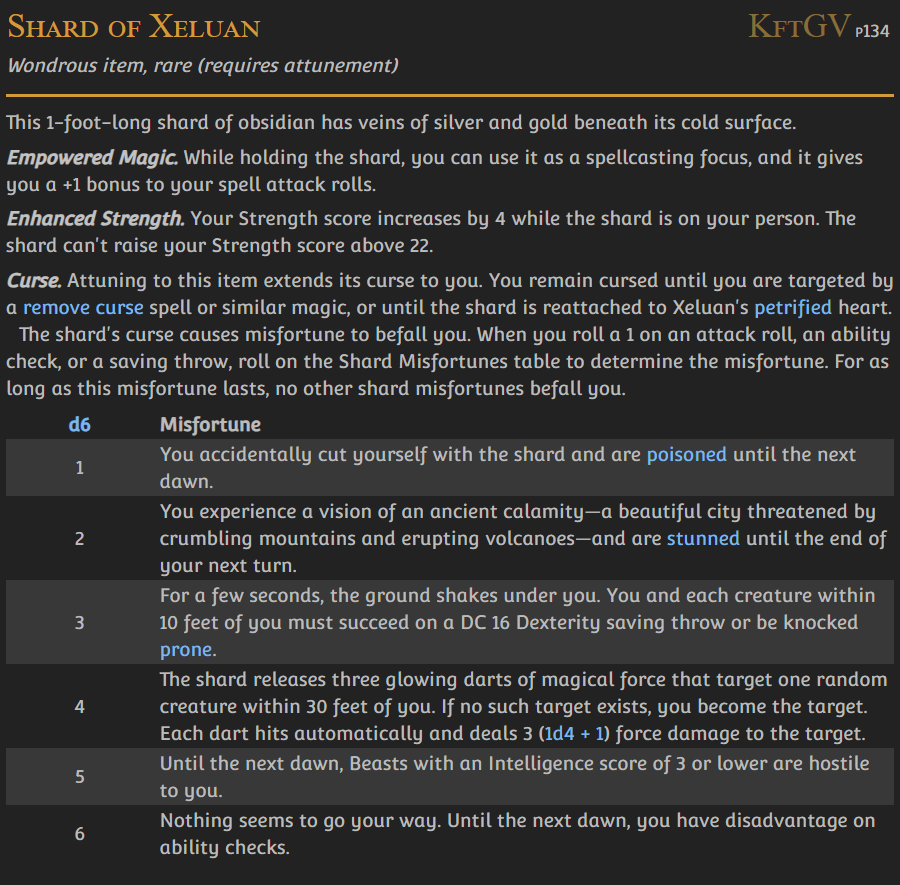 Shard of Xeluan KftGV p134
Wondrous item, rare (requires attunement)
This 1-foot-long shard of obsidian has veins of silver and gold beneath its cold surface.
Empowered Magic. While holding the shard, you can use it as a spellcasting focus, and it gives
you a +1 bonus to your spell attack rolls.
Enhanced Strength. Your Strength score increases by 4 while the shard is on your person. The
shard can't raise your Strength score above 22.
Curse. Attuning to this item extends its curse to you. You remain cursed until you are targeted by
a remove curse spell or similar magic, or until the shard is reattached to Xeluan's petrified heart.
The shard's curse causes misfortune to befall you. When you roll a 1 on an attack roll, an ability
check, or a saving throw, roll on the Shard Misfortunes table to determine the misfortune. For as
long as this misfortune lasts, no other shard misfortunes befall you.
d6 Misfortune
1 You accidentally cut yourself with the shard and are poisoned until the next
dawn.
2 You experience a vision of an ancient calamity—a beautiful city threatened by
crumbling mountains and erupting volcanoes—and are stunned until the end of
your next turn.
3 For a few seconds, the ground shakes under you. You and each creature within
10 feet of you must succeed on a DC 16 Dexterity saving throw or be knocked
prone.
4 The shard releases three glowing darts of magical force that target one random
creature within 30 feet of you. If no such target exists, you become the target.
Each dart hits automatically and deals 3 (1d4 + 1) force damage to the target.
5 Until the next dawn, Beasts with an Intelligence score of 3 or lower are hostile
to you.
6 Nothing seems to go your way. Until the next dawn, you have disadvantage on
ability checks.